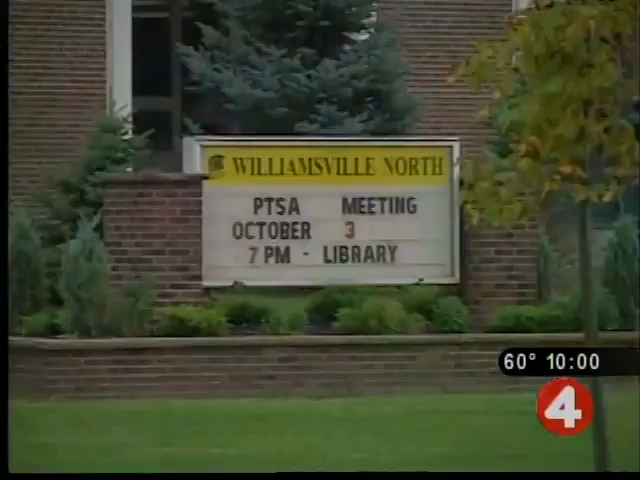 WILLIAMSVILLE NORTH
PTSA MEETING
OCTOBER 3
7 PM - LIBRARY
60° 10:00
4